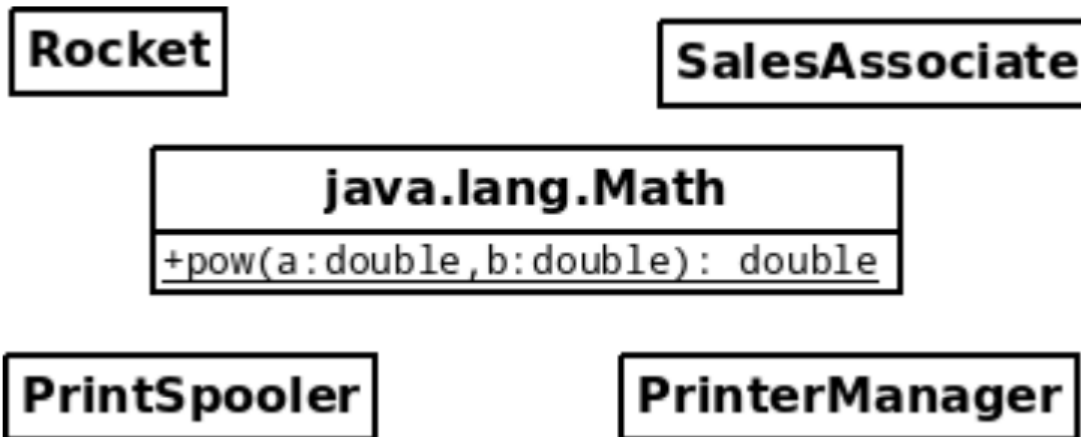 Rocket
SalesAssociate
java.lang.Math
+pow(a:double,b:double): double
PrintSpooler
PrinterManager